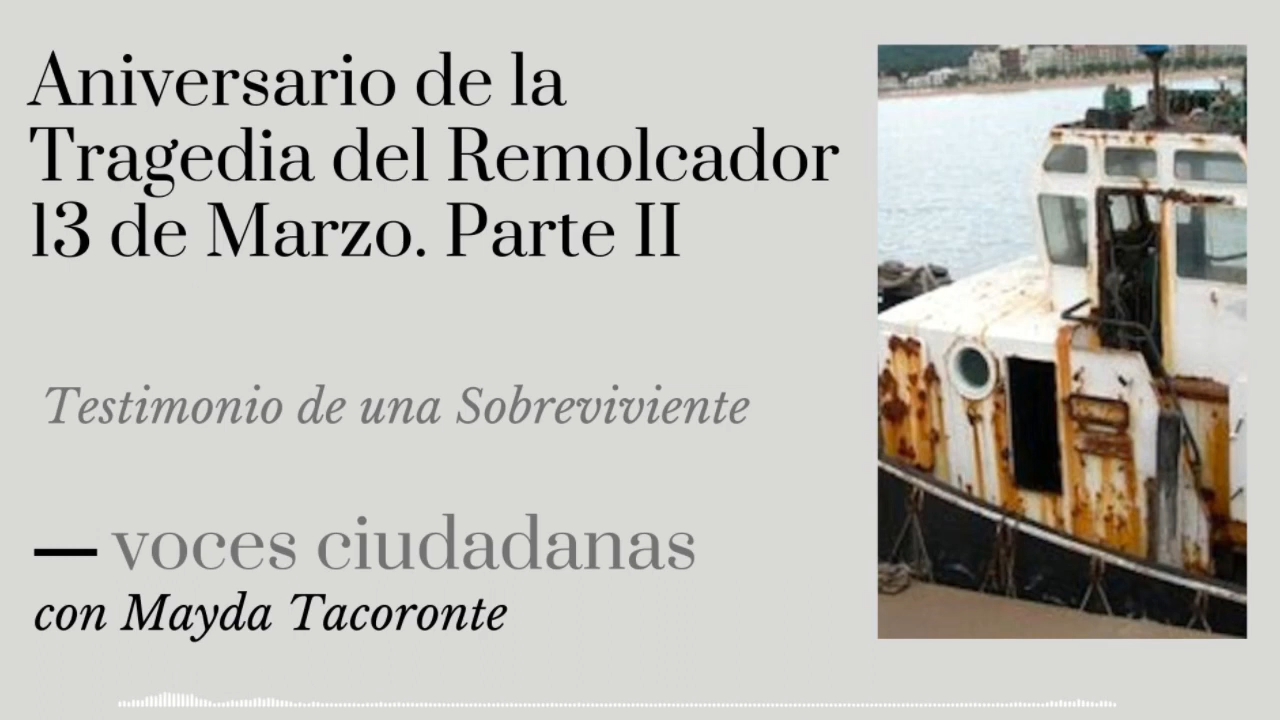 Aniversario de la
Tragedia del Remolcador
13 de Marzo. Parte II
Testimonio de una Sobreviviente
— voces ciudadanas
con Mayda Tacoronte